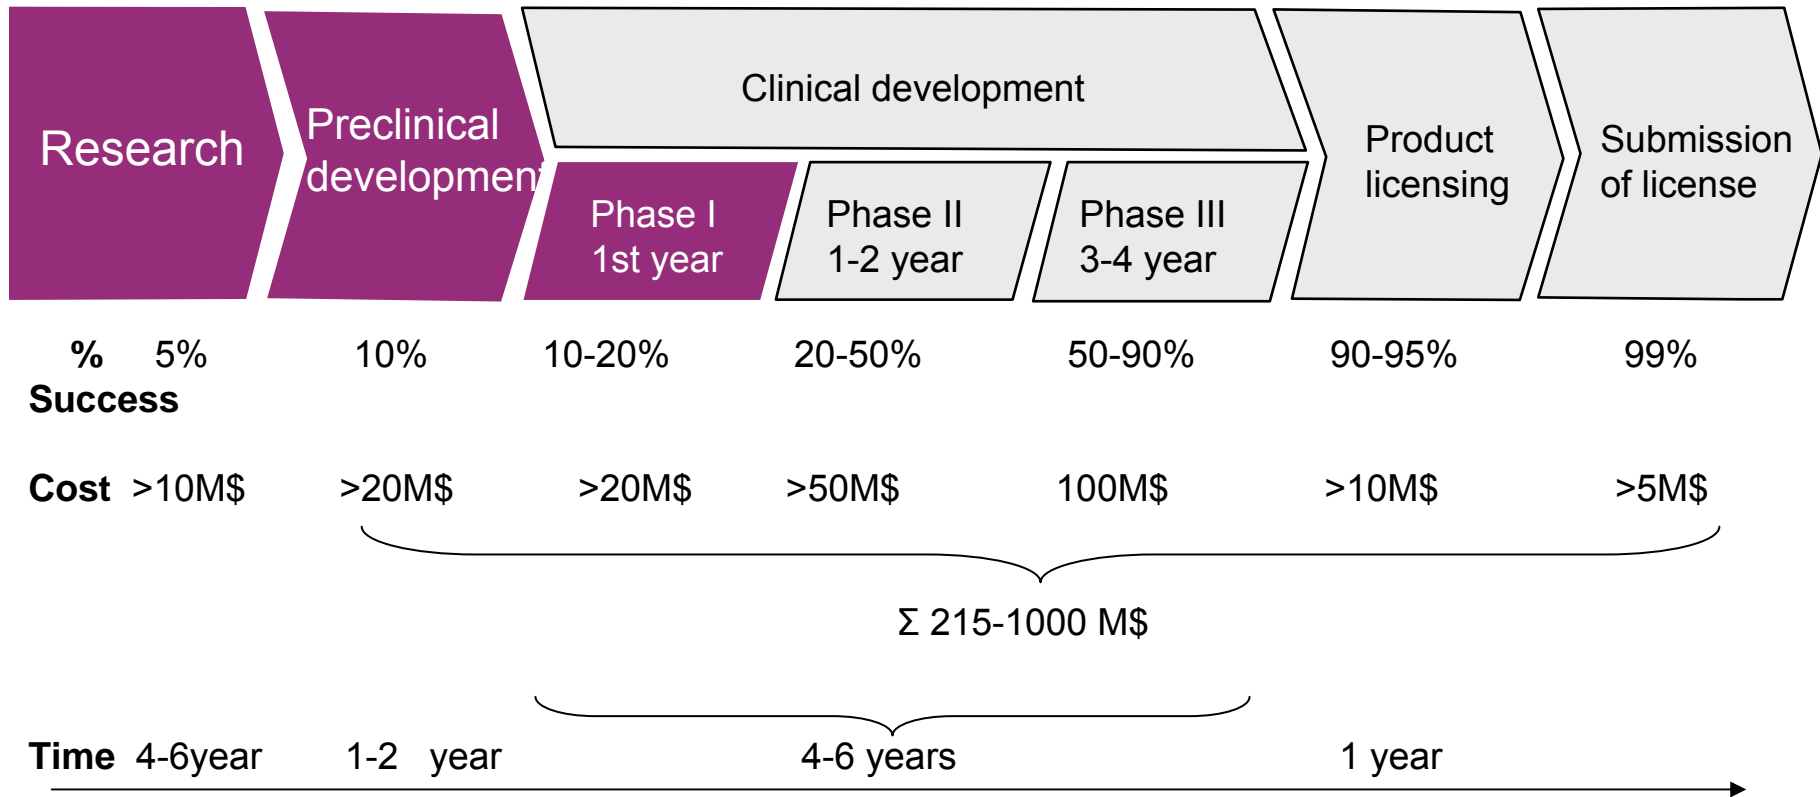 Research
Preclinical
development
Clinical development
Phase I
1st year
Phase II
1-2 year
Phase III
3-4 year
Product
licensing
Submission
of license
% 5% 10% 10-20% 20-50% 50-90% 90-95% 99%
Success
Cost >10M$ >20M$ >20M$ >50M$ 100M$ >10M$ >5M$
Σ 215-1000 M$
Time 4-6year 1-2 year 4-6 years 1 year